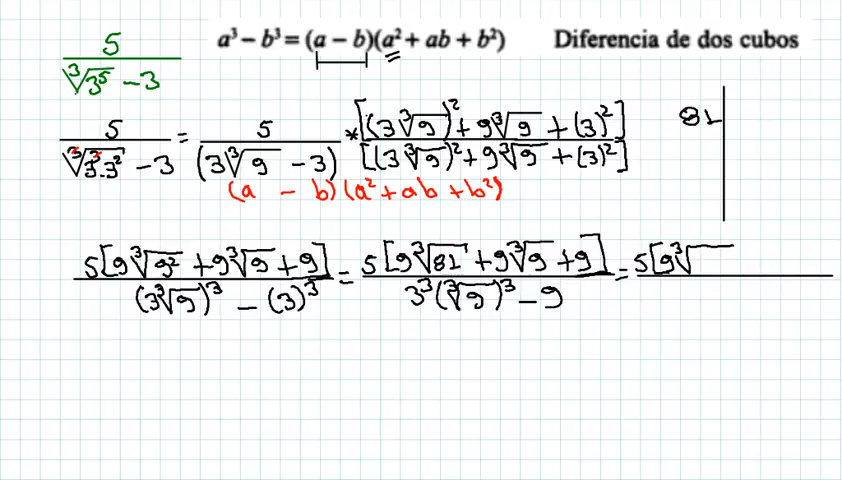 a³ − b³ = (a − b)(a² + ab + b²) Diferencia de dos cubos
5 / (∛(3⁵) − 3)
5 / (∛(3³·3²) − 3) = 5 / (3∛9 − 3) * [(3∛9)² + 9∛9 + (3)²] / [(3∛9)² + 9∛9 + (3)²]
81
(a − b)(a² + ab + b²)
5[9∛(9²) + 9∛9 + 9] / ((3∛9)³ − (3)³) = 5[9∛81 + 9∛9 + 9] / (3³(∛9)³ − 9) = 5[9∛